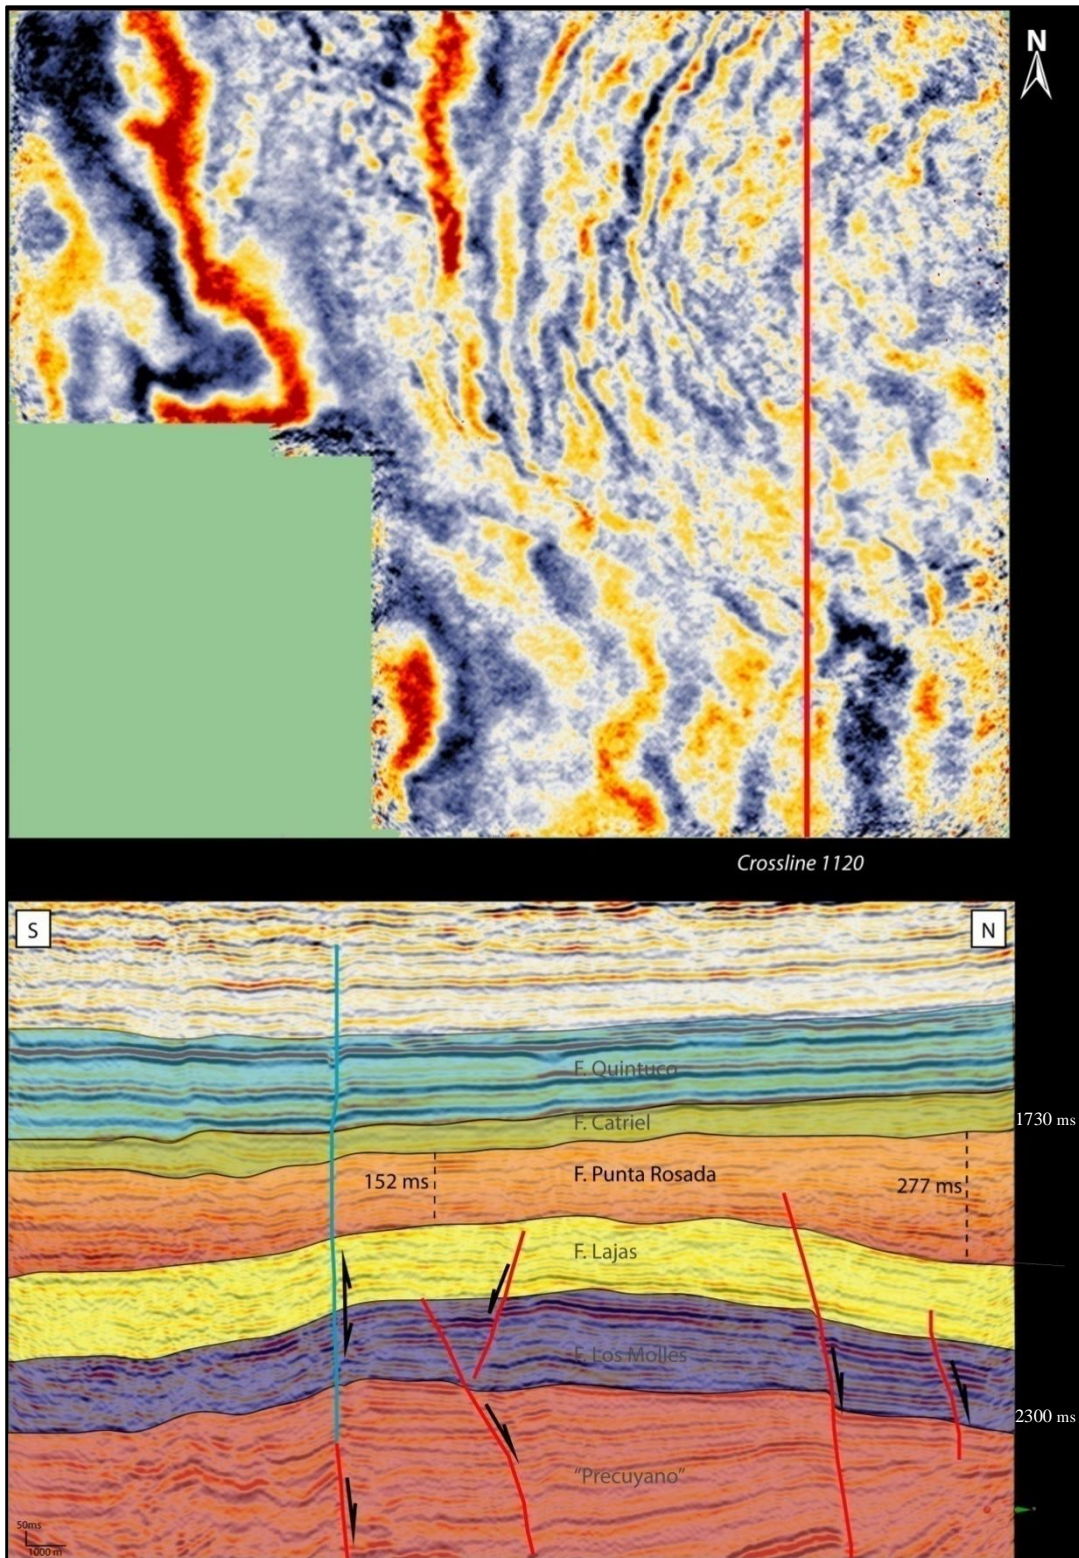 N
Crossline 1120
S
N
F. Quintuco
F. Catriel
1730 ms
152 ms
F. Punta Rosada
277 ms
F. Lajas
F. Los Molles
2300 ms
"Precuyano"
50ms
1000 m